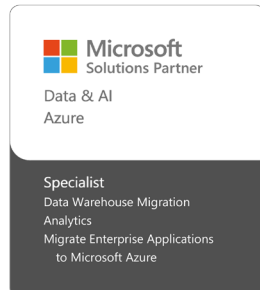 Microsoft
Solutions Partner
Data & AI
Azure
Specialist
Data Warehouse Migration
Analytics
Migrate Enterprise Applications
to Microsoft Azure